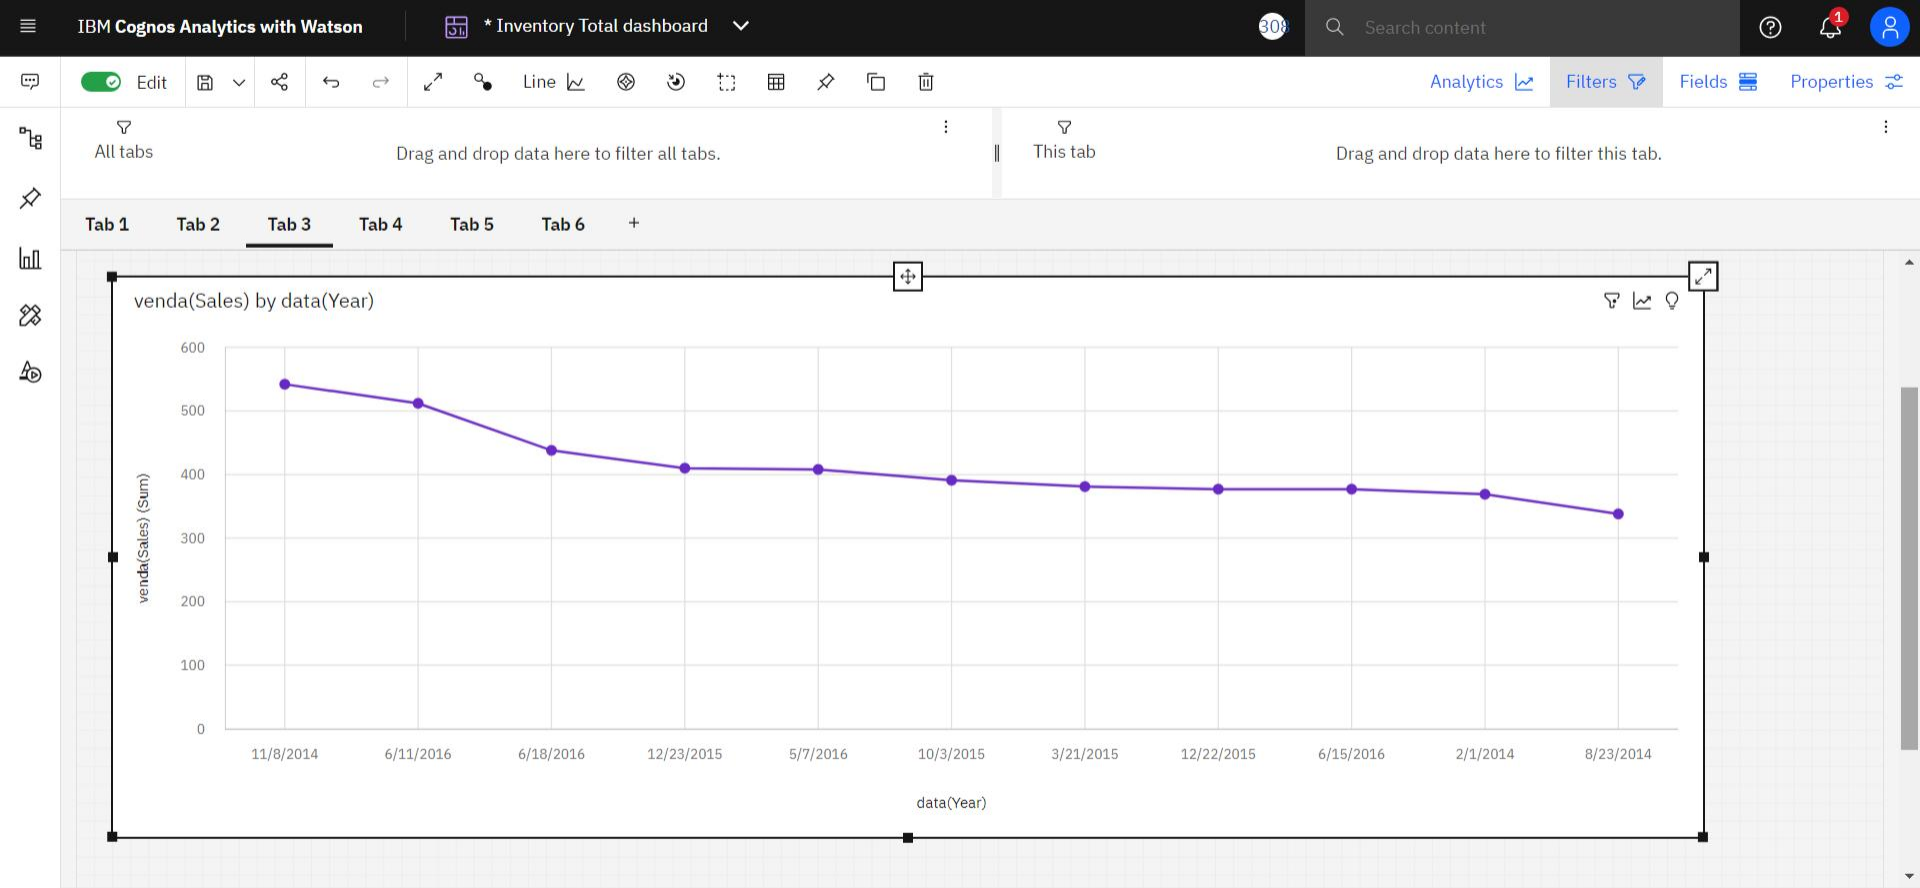 IBM Cognos Analytics with Watson
* Inventory Total dashboard
308
Search content
1
Edit
Line
Analytics
Filters
Fields
Properties
All tabs
Drag and drop data here to filter all tabs.
This tab
Drag and drop data here to filter this tab.
Tab 1
Tab 2
Tab 3
Tab 4
Tab 5
Tab 6
+
venda(Sales) by data(Year)
600
500
400
300
200
100
0
venda(Sales) (Sum)
11/8/2014
6/11/2016
6/18/2016
12/23/2015
5/7/2016
10/3/2015
3/21/2015
12/22/2015
6/15/2016
2/1/2014
8/23/2014
data(Year)